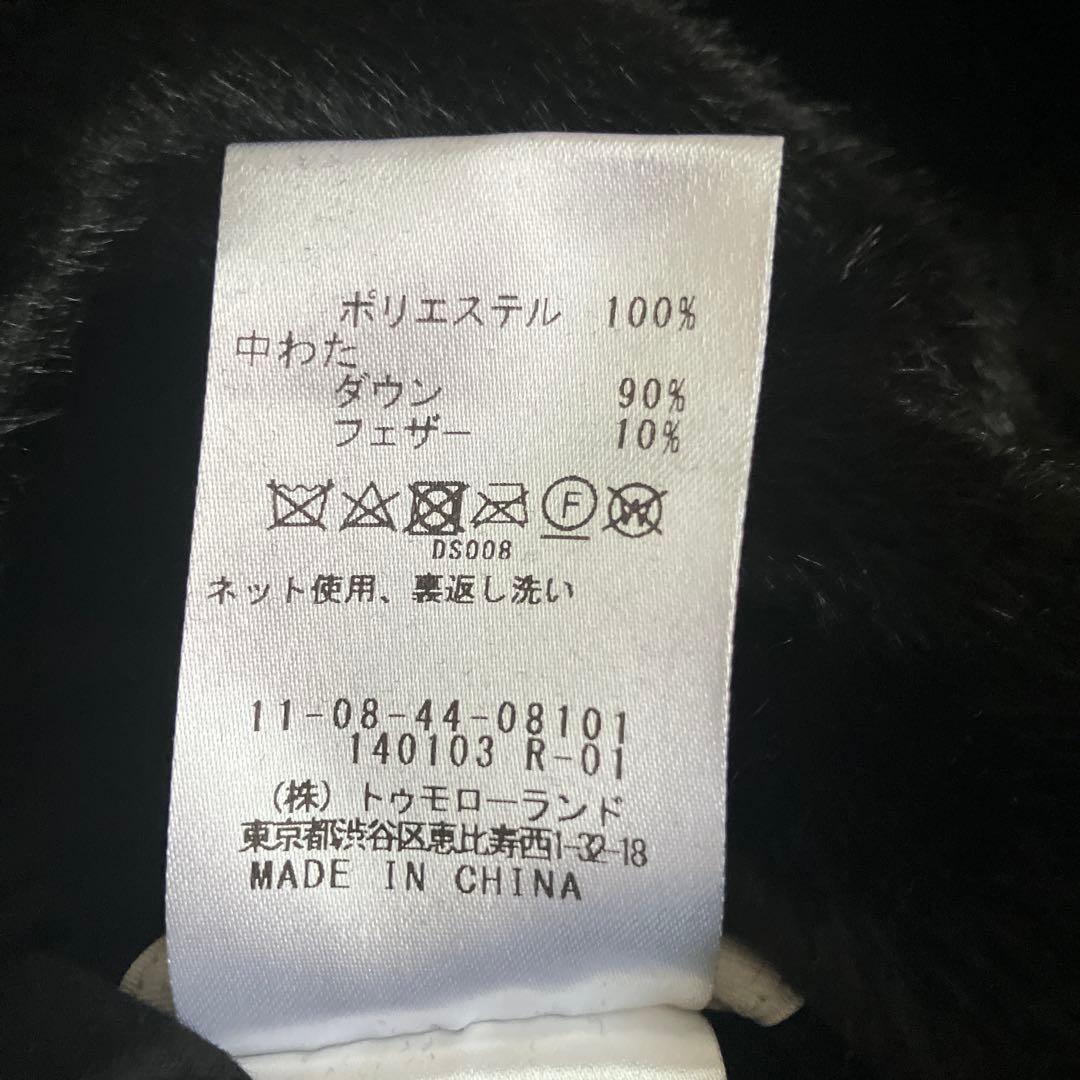 ポリエステル 100%
中わた
ダウン 90%
フェザー 10%
F W
DS008
ネット使用、裏返し洗い
11-08-44-08101
140103 R-01
(株) トゥモローランド
東京都渋谷区恵比寿西1-32-18
MADE IN CHINA